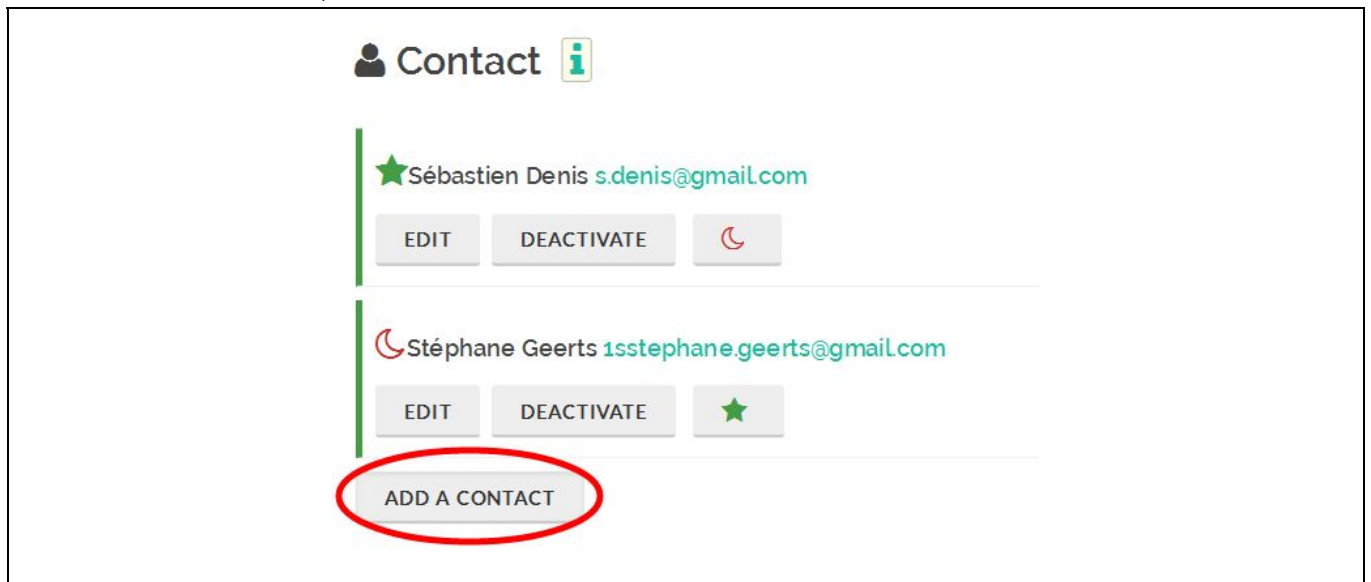 Contact i
Sébastien Denis s.denis@gmail.com
EDIT DEACTIVATE
Stéphane Geerts 1sstephane.geerts@gmail.com
EDIT DEACTIVATE
ADD A CONTACT